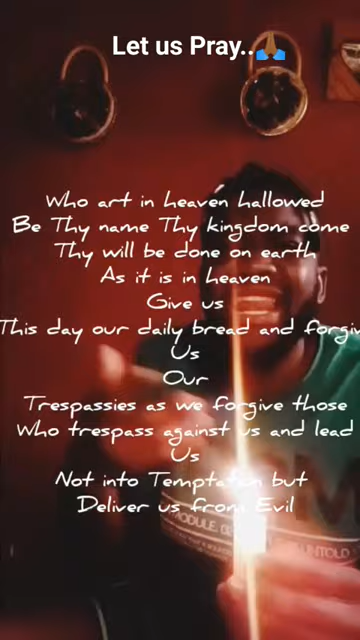 Let us Pray..🙏🏾
Who art in heaven hallowed
Be Thy name Thy kingdom come
Thy will be done on earth
As it is in heaven
Give us
This day our daily bread and forgiv
Us
Our
Trespassies as we forgive those
Who trespass against us and lead
Us
Not into Temptation but
Deliver us from Evil
MODULE
UNTOLD